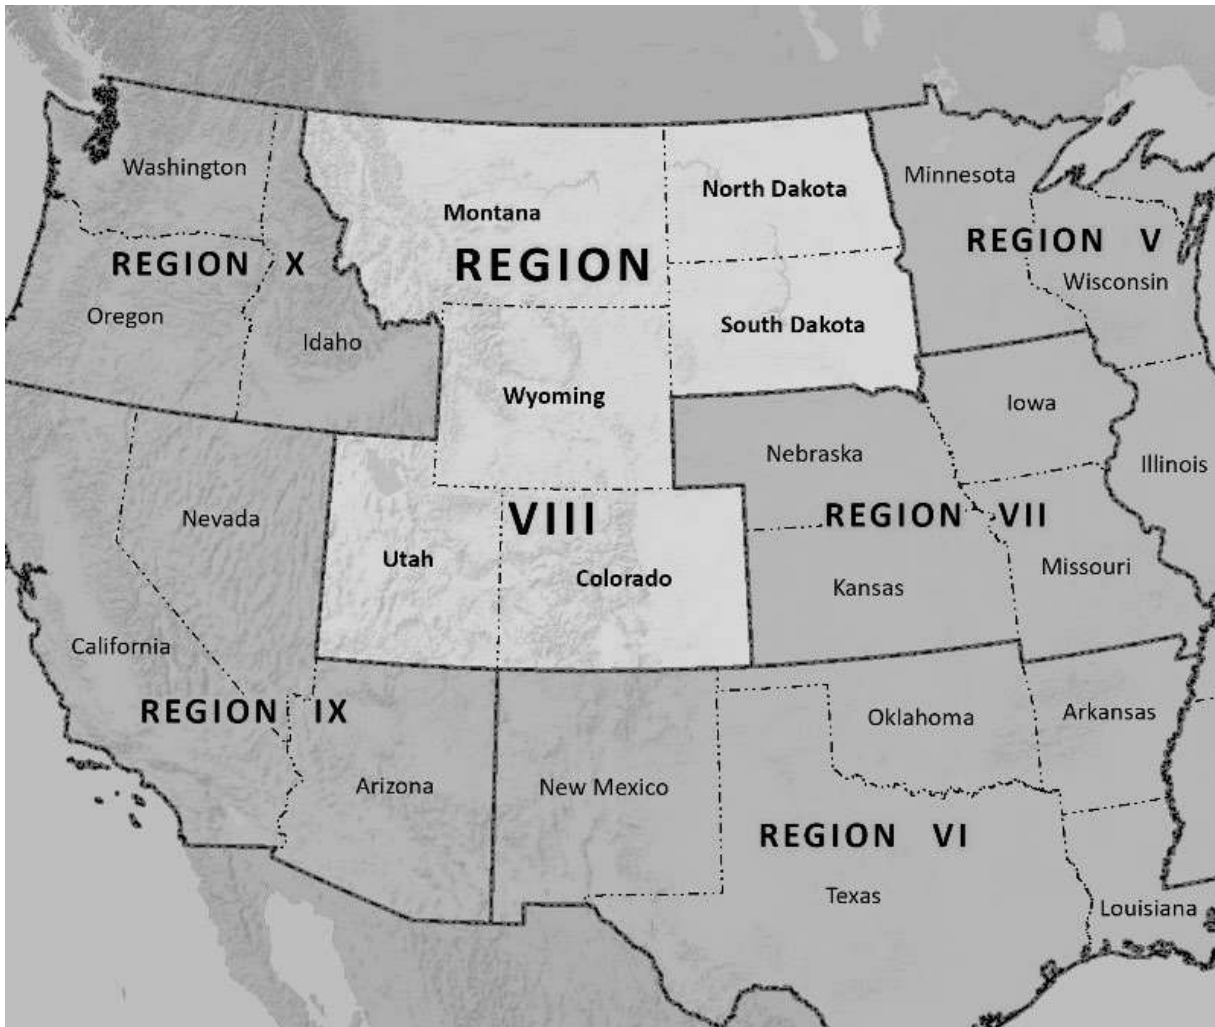 Washington
Minnesota
North Dakota
Montana
REGION V
REGION X
REGION
Wisconsin
Oregon
South Dakota
Idaho
Wyoming
Iowa
Nebraska
Illinois
REGION VII
Nevada
VIII
Utah
Colorado
Missouri
Kansas
California
REGION IX
Oklahoma
Arkansas
Arizona
New Mexico
REGION VI
Texas
Louisiana